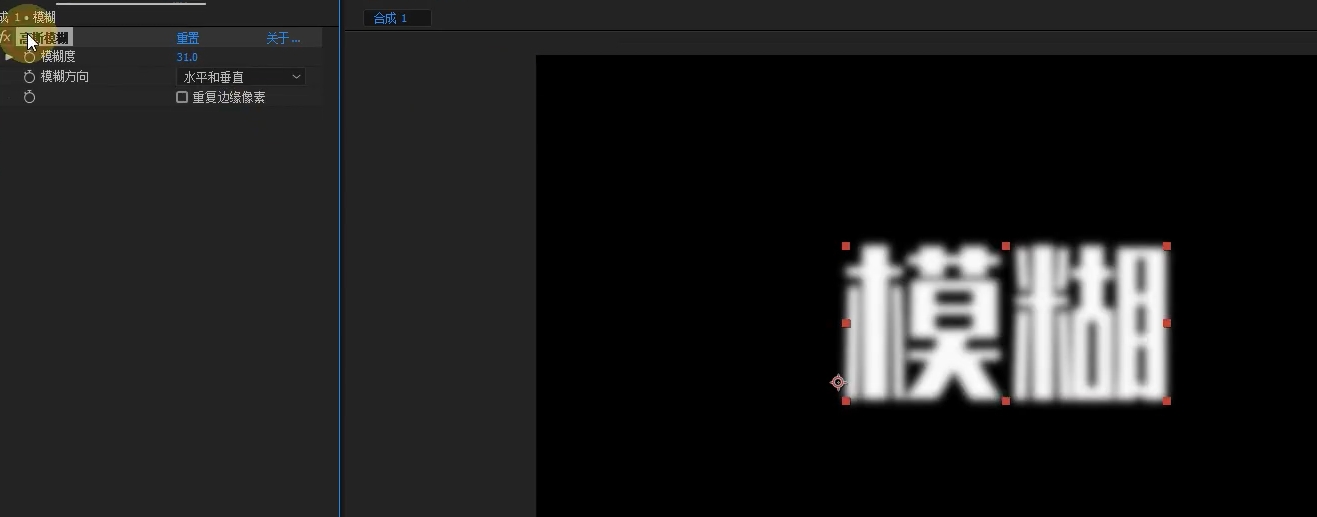 成 1 • 模糊
合成 1
fx 高斯模糊 重置 关于...
模糊度 31.0
模糊方向 水平和垂直
重复边缘像素
模糊